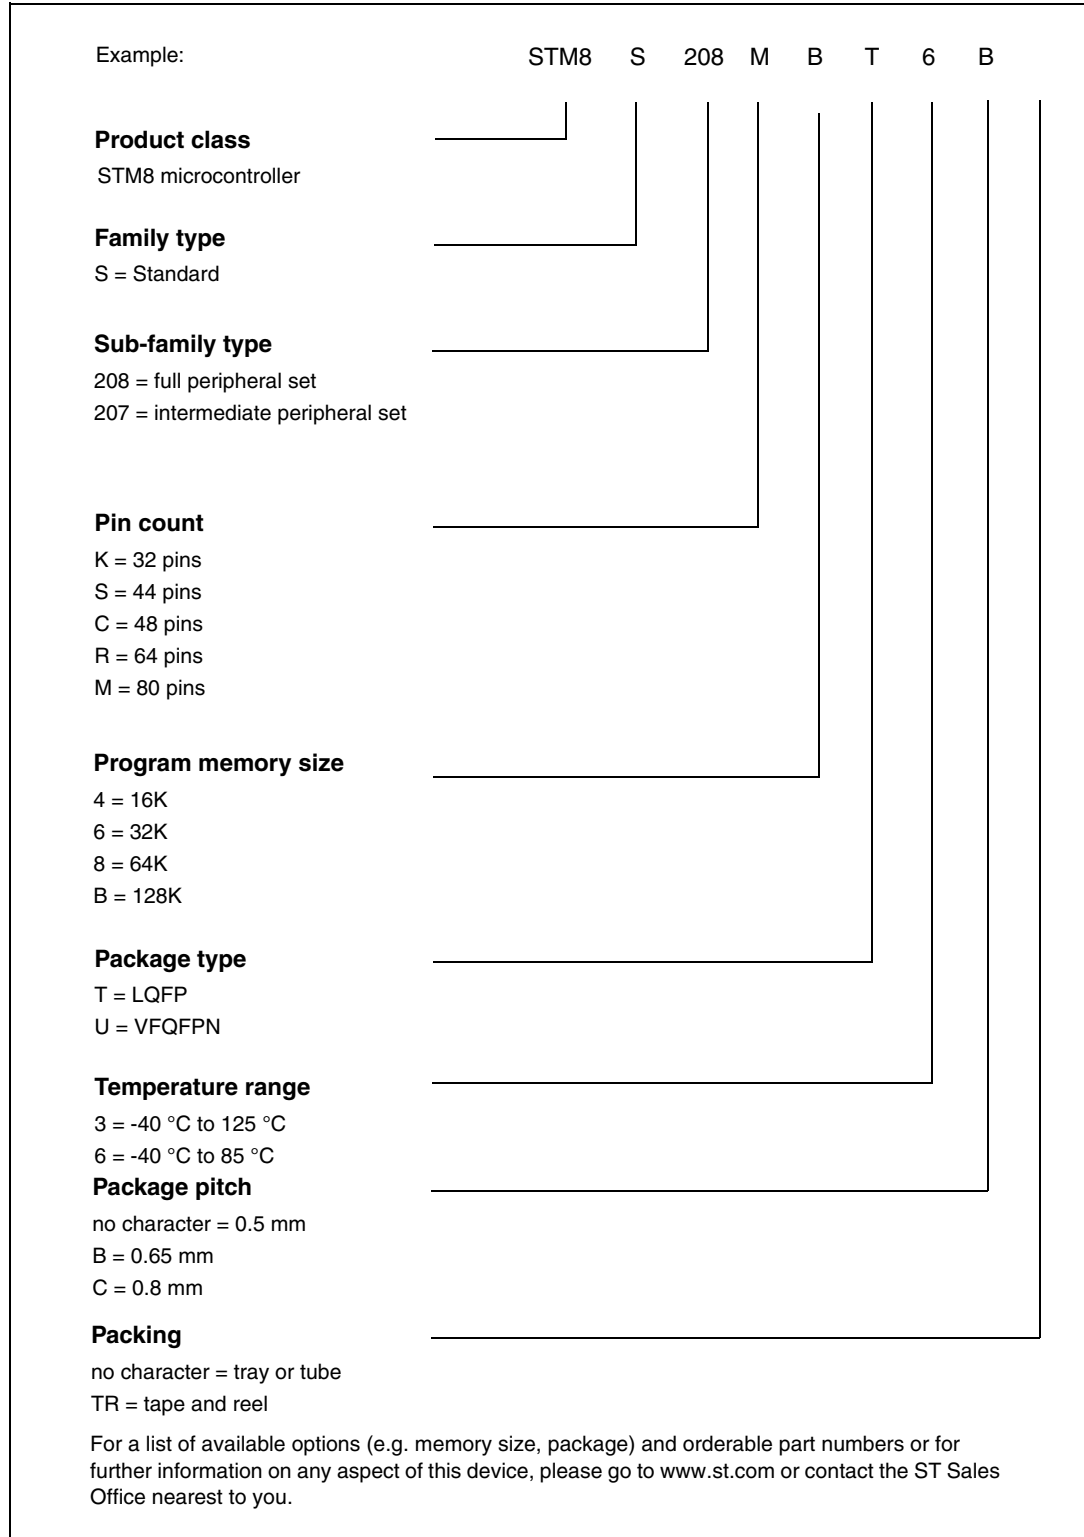 Example: STM8 S 208 M B T 6 B
Product class
STM8 microcontroller
Family type
S = Standard
Sub-family type
208 = full peripheral set
207 = intermediate peripheral set
Pin count
K = 32 pins
S = 44 pins
C = 48 pins
R = 64 pins
M = 80 pins
Program memory size
4 = 16K
6 = 32K
8 = 64K
B = 128K
Package type
T = LQFP
U = VFQFPN
Temperature range
3 = -40 °C to 125 °C
6 = -40 °C to 85 °C
Package pitch
no character = 0.5 mm
B = 0.65 mm
C = 0.8 mm
Packing
no character = tray or tube
TR = tape and reel
For a list of available options (e.g. memory size, package) and orderable part numbers or for
further information on any aspect of this device, please go to www.st.com or contact the ST Sales
Office nearest to you.